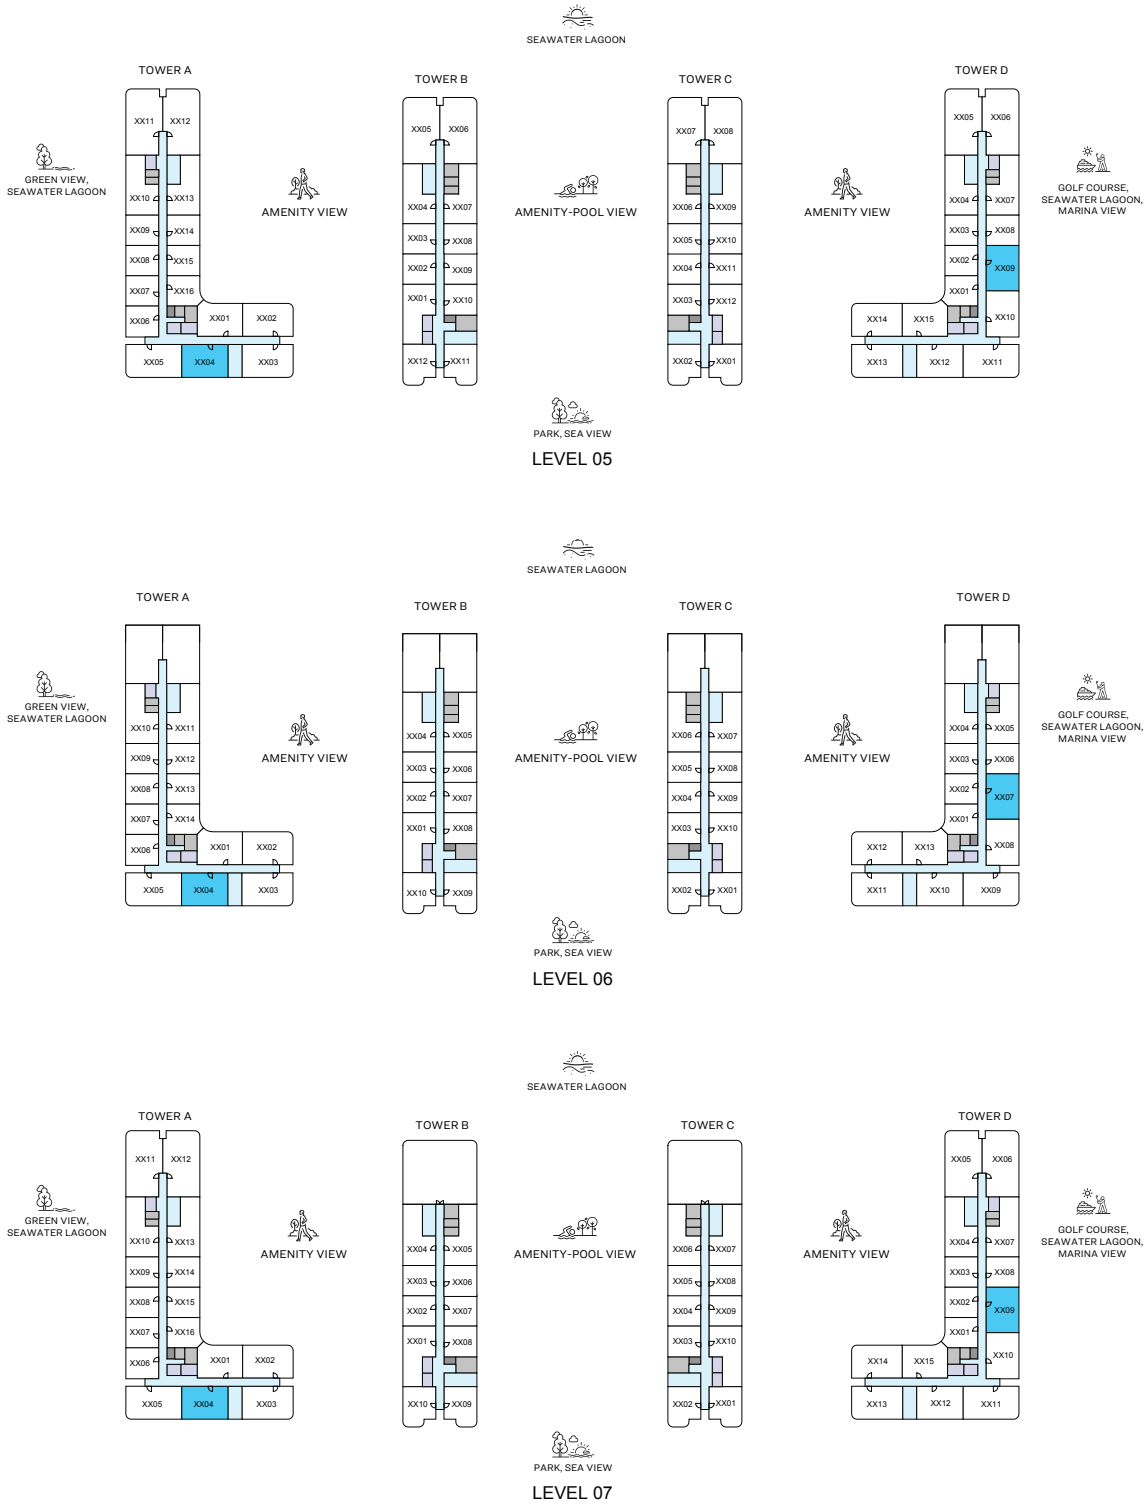 SEAWATER LAGOON
TOWER A
TOWER B
TOWER C
TOWER D
XX11 XX12
XX05 XX06
XX07 XX08
XX05 XX06
GREEN VIEW,
SEAWATER LAGOON
AMENITY VIEW
AMENITY-POOL VIEW
AMENITY VIEW
GOLF COURSE,
SEAWATER LAGOON,
MARINA VIEW
XX10 XX13
XX04 XX07
XX06 XX09
XX04 XX07
XX09 XX14
XX03 XX08
XX05 XX10
XX03 XX08
XX08 XX15
XX02 XX09
XX04 XX11
XX02 XX09
XX07 XX16
XX01 XX10
XX03 XX12
XX01
XX06 XX01 XX02
XX14 XX15 XX10
XX05 XX04 XX03
XX12 XX11
XX02 XX01
XX13 XX12 XX11
PARK, SEA VIEW
LEVEL 05
SEAWATER LAGOON
TOWER A
TOWER B
TOWER C
TOWER D
GREEN VIEW,
SEAWATER LAGOON
AMENITY VIEW
AMENITY-POOL VIEW
AMENITY VIEW
GOLF COURSE,
SEAWATER LAGOON,
MARINA VIEW
XX10 XX11
XX04 XX05
XX06 XX07
XX04 XX05
XX09 XX12
XX03 XX06
XX05 XX08
XX03 XX06
XX08 XX13
XX02 XX07
XX04 XX09
XX02 XX07
XX07 XX14
XX01 XX08
XX03 XX10
XX01
XX06 XX01 XX02
XX12 XX13 XX08
XX05 XX04 XX03
XX10 XX09
XX02 XX01
XX11 XX10 XX09
PARK, SEA VIEW
LEVEL 06
SEAWATER LAGOON
TOWER A
TOWER B
TOWER C
TOWER D
XX11 XX12
XX05 XX06
GREEN VIEW,
SEAWATER LAGOON
AMENITY VIEW
AMENITY-POOL VIEW
AMENITY VIEW
GOLF COURSE,
SEAWATER LAGOON,
MARINA VIEW
XX10 XX13
XX04 XX05
XX06 XX07
XX04 XX07
XX09 XX14
XX03 XX06
XX05 XX08
XX03 XX08
XX08 XX15
XX02 XX07
XX04 XX09
XX02 XX09
XX07 XX16
XX01 XX08
XX03 XX10
XX01
XX06 XX01 XX02
XX14 XX15 XX10
XX05 XX04 XX03
XX10 XX09
XX02 XX01
XX13 XX12 XX11
PARK, SEA VIEW
LEVEL 07